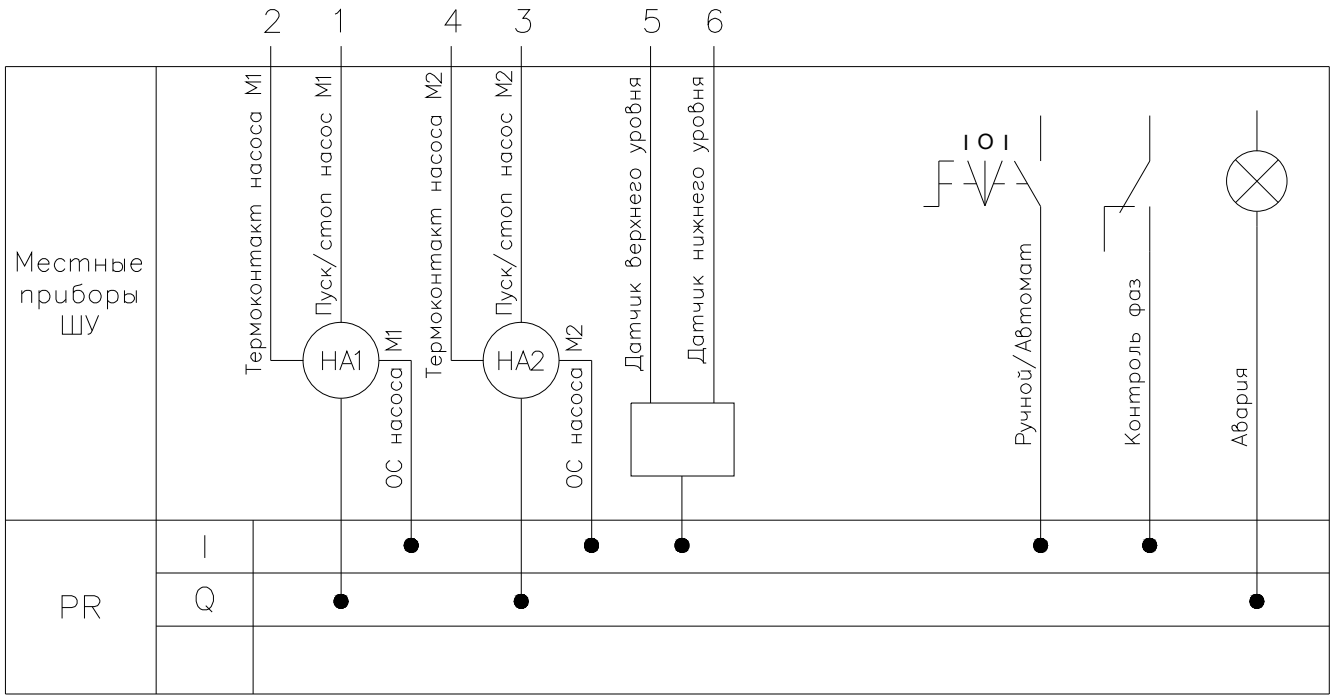 2 1 4 3 5 6
Термоконтакт насоса М1
Пуск/стоп насос М1
Термоконтакт насоса М2
Пуск/стоп насос М2
Датчик верхнего уровня
Датчик нижнего уровня
I O I
Местные
приборы
ШУ
НА1
ОС насоса М1
НА2
ОС насоса М2
Ручной/Автомат
Контроль фаз
Авария
PR
I
Q